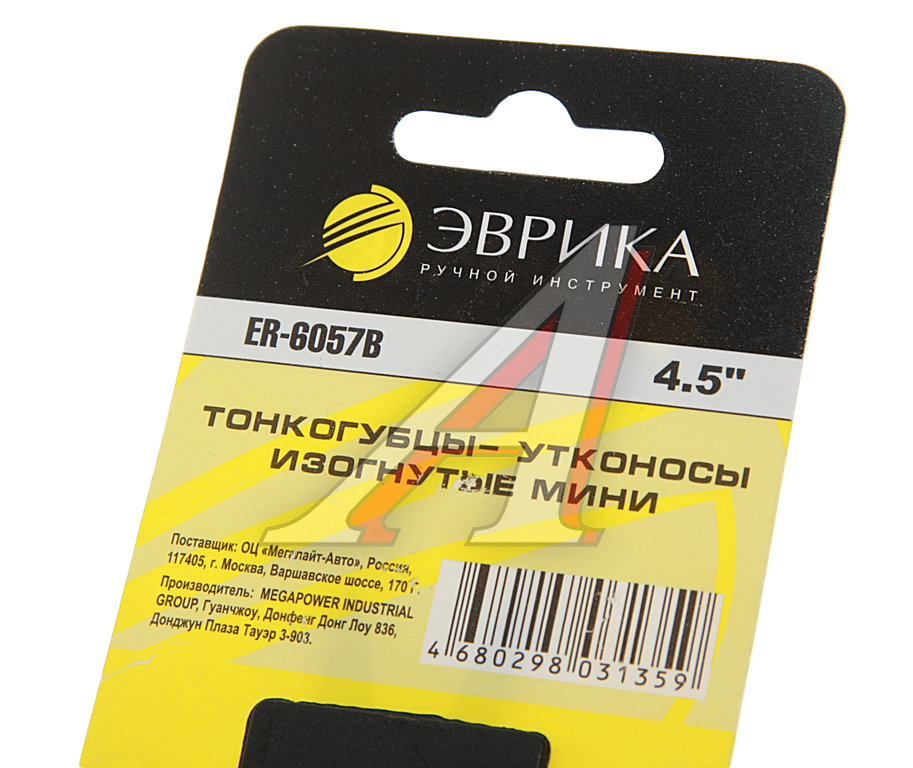 ЭВРИКА
РУЧНОЙ ИНСТРУМЕНТ
ER-6057B
4.5"
ТОНКОГУБЦЫ- УТКОНОСЫ
ИЗОГНУТЫЕ МИНИ
Поставщик: ОЦ «Мегалайт-Авто», Россия,
117405, г. Москва, Варшавское шоссе, 170 Г.
Производитель: MEGAPOWER INDUSTRIAL
GROUP, Гуанчжоу, Донфенг Донг Лоу 836,
Донджун Плаза Тауэр 3-903.
4 680298 031359